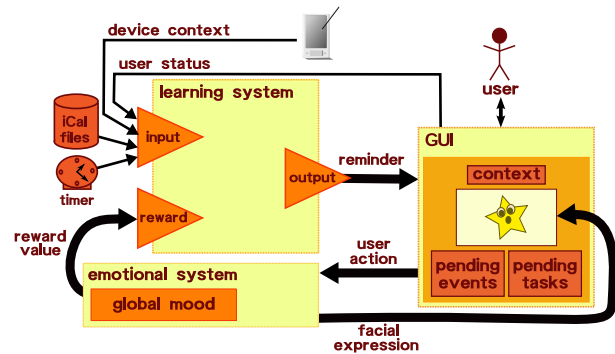 device context
user status
user
learning system
iCal
files
input
GUI
reminder
output
context
timer
reward
reward
value
user
action
pending
events
pending
tasks
emotional system
global mood
facial
expression